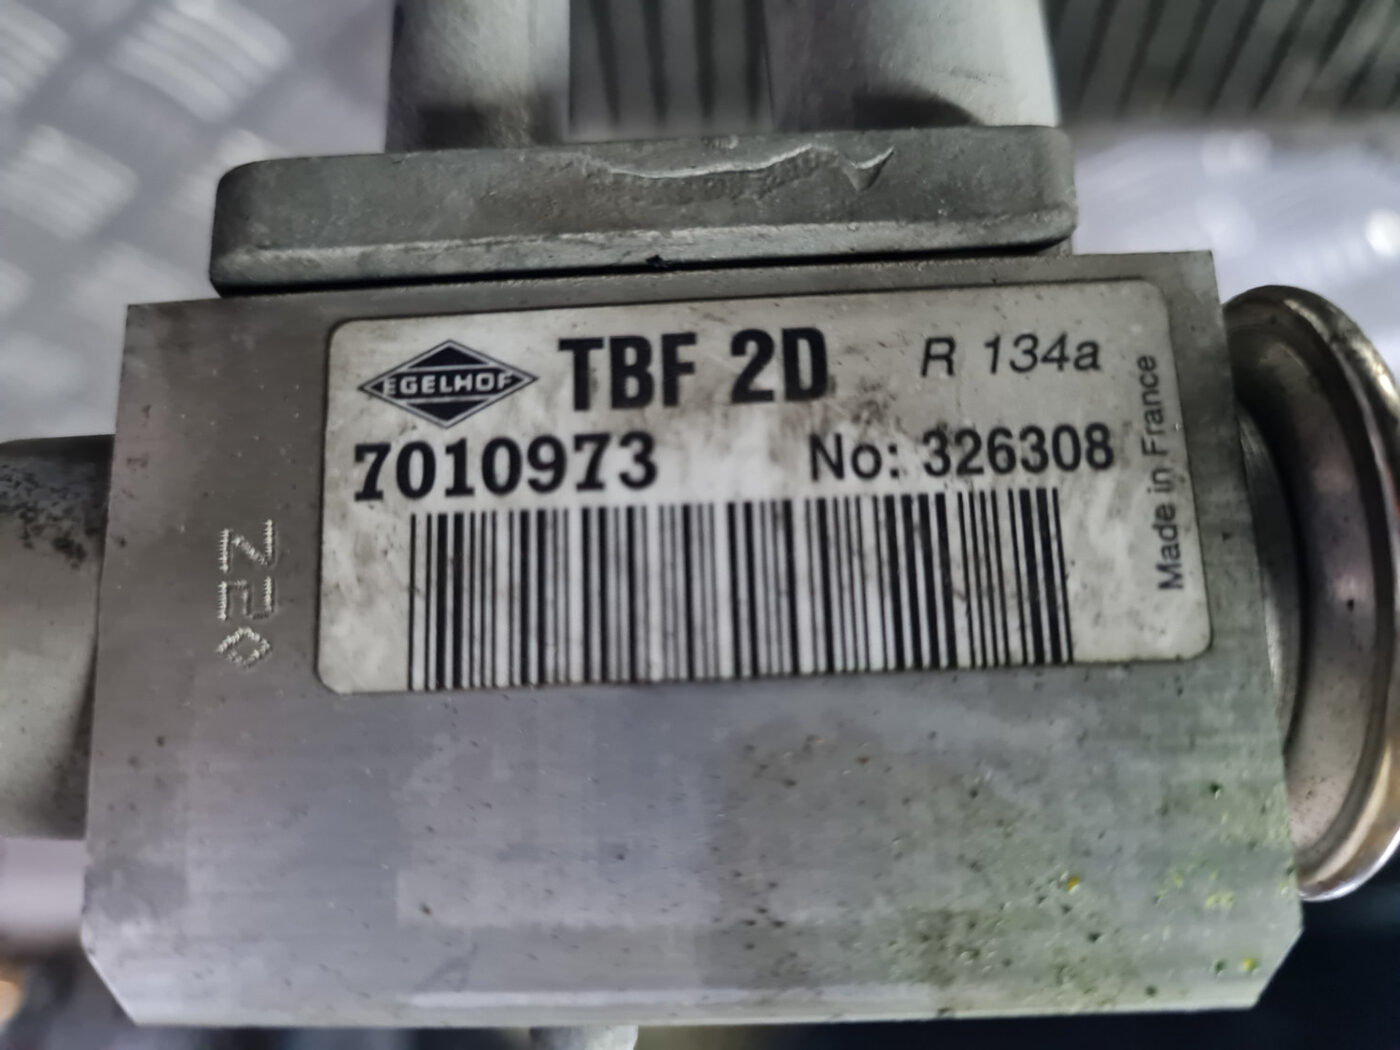 EGELHOF TBF 2D R 134a
7010973 No: 326308
Made in France